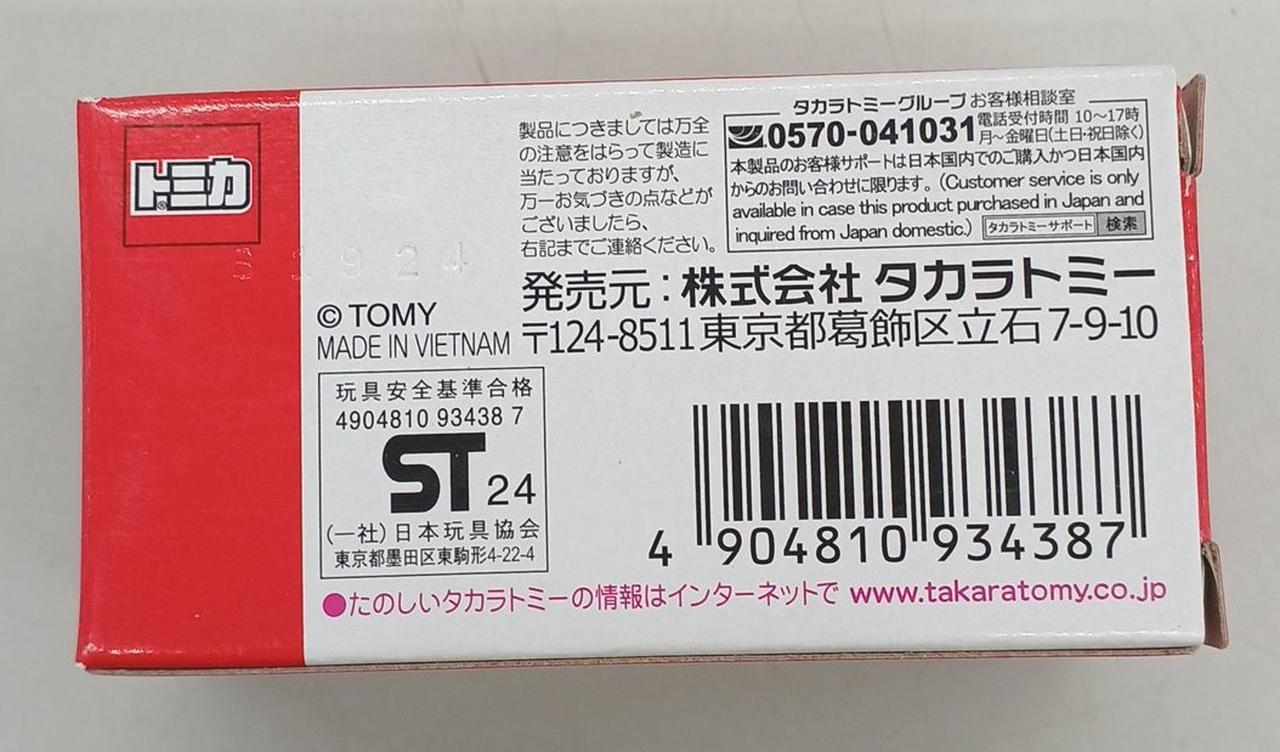 トミカ
製品につきましては万全
の注意をはらって製造に
当たっておりますが、
万一お気づきの点などが
ございましたら、
右記までご連絡ください。
タカラトミーグループ お客様相談室
0570-041031 電話受付時間 10〜17時
月〜金曜日(土日・祝日除く)
本製品のお客様サポートは日本国内でのご購入かつ日本国内
からのお問い合わせに限ります。(Customer service is only
available in case this product purchased in Japan and
inquired from Japan domestic.) タカラトミーサポート 検索
発売元:株式会社 タカラトミー
〒124-8511東京都葛飾区立石7-9-10
© TOMY
MADE IN VIETNAM
玩具安全基準合格
4904810 93438 7
ST 24
(一社)日本玩具協会
東京都墨田区東駒形4-22-4
4 904810 934387
●たのしいタカラトミーの情報はインターネットで www.takaratomy.co.jp